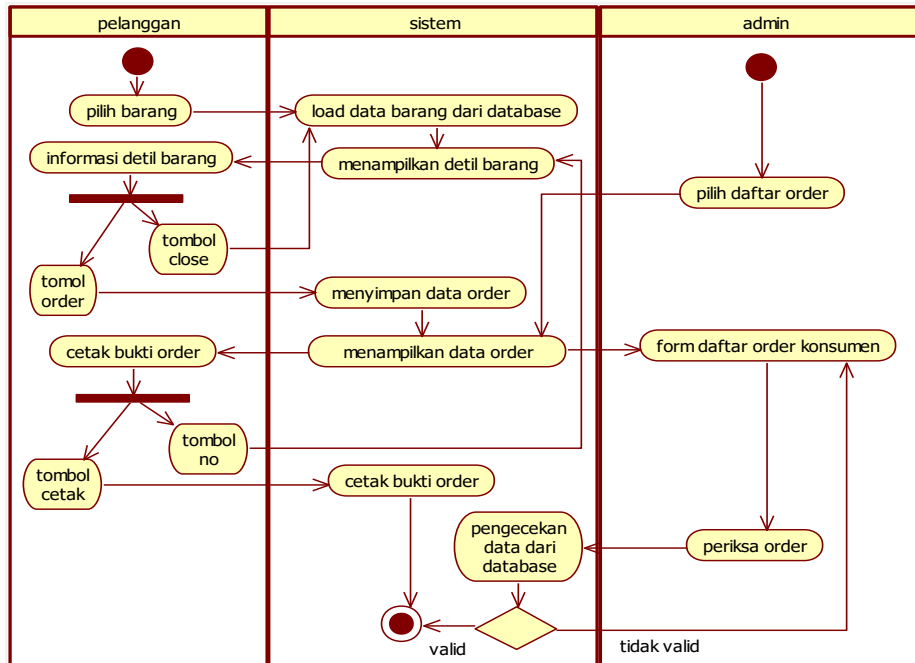 pelanggan
sistem
admin
pilih barang
load data barang dari database
informasi detil barang
menampilkan detil barang
pilih daftar order
tombol
close
tomol
order
menyimpan data order
cetak bukti order
menampilkan data order
form daftar order konsumen
tombol
no
tombol
cetak
cetak bukti order
pengecekan
data dari
database
periksa order
valid
tidak valid